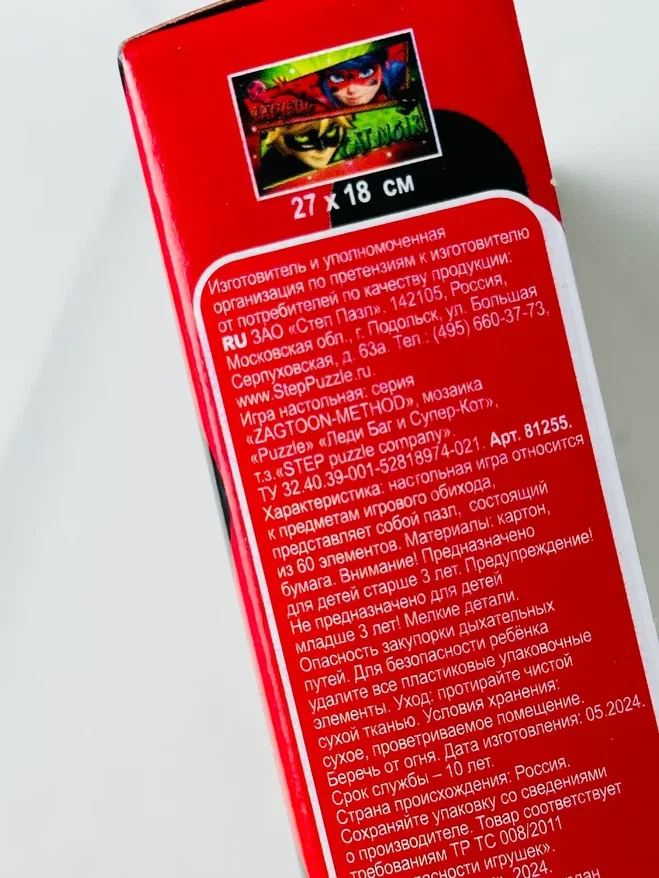 CAT NOIR
27 x 18 см
Изготовитель и уполномоченная
организация по претензиям к изготовителю
от потребителей по качеству продукции:
RU ЗАО «Степ Пазл». 142105, Россия,
Московская обл., г. Подольск, ул. Большая
Серпуховская, д. 63а. Тел.: (495) 660-37-73,
www.StepPuzzle.ru.
Игра настольная: серия
«ZAGTOON-METHOD», мозаика
«Puzzle» «Леди Баг и Супер-Кот»,
т.з.«STEP puzzle company».
ТУ 32.40.39-001-52818974-021. Арт. 81255.
Характеристика: настольная игра относится
к предметам игрового обихода,
представляет собой пазл, состоящий
из 60 элементов. Материалы: картон,
бумага. Внимание! Предназначено
для детей старше 3 лет. Предупреждение!
Не предназначено для детей
младше 3 лет! Мелкие детали.
Опасность закупорки дыхательных
путей. Для безопасности ребёнка
удалите все пластиковые упаковочные
элементы. Уход: протирайте чистой
сухой тканью. Условия хранения:
сухое, проветриваемое помещение.
Беречь от огня. Дата изготовления: 05.2024.
Срок службы – 10 лет.
Страна происхождения: Россия.
Сохраняйте упаковку со сведениями
о производителе. Товар соответствует
требованиям ТР ТС 008/2011
игрушек».
2024.